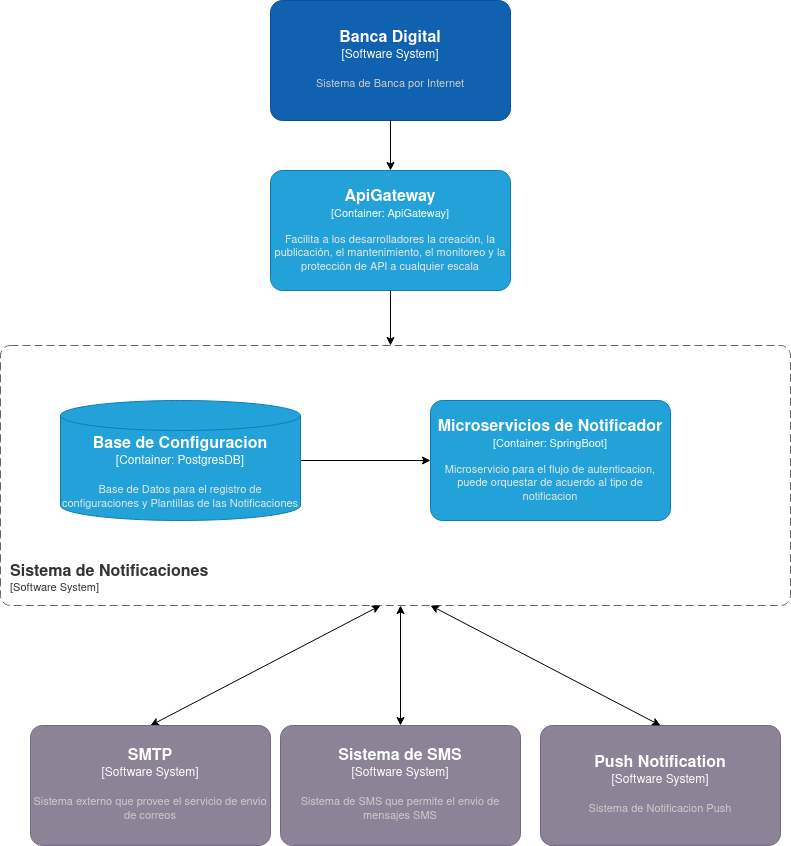 Banca Digital
[Software System]
Sistema de Banca por Internet
ApiGateway
[Container: ApiGateway]
Facilita a los desarrolladores la creación, la
publicación, el mantenimiento, el monitoreo y la
protección de API a cualquier escala
Base de Configuracion
[Container: PostgresDB]
Base de Datos para el registro de
configuraciones y Plantillas de las Notificaciones
Microservicios de Notificador
[Container: SpringBoot]
Microservicio para el flujo de autenticacion,
puede orquestar de acuerdo al tipo de
notificacion
Sistema de Notificaciones
[Software System]
SMTP
[Software System]
Sistema externo que provee el servicio de envio
de correos
Sistema de SMS
[Software System]
Sistema de SMS que permite el envio de
mensajes SMS
Push Notification
[Software System]
Sistema de Notificacion Push